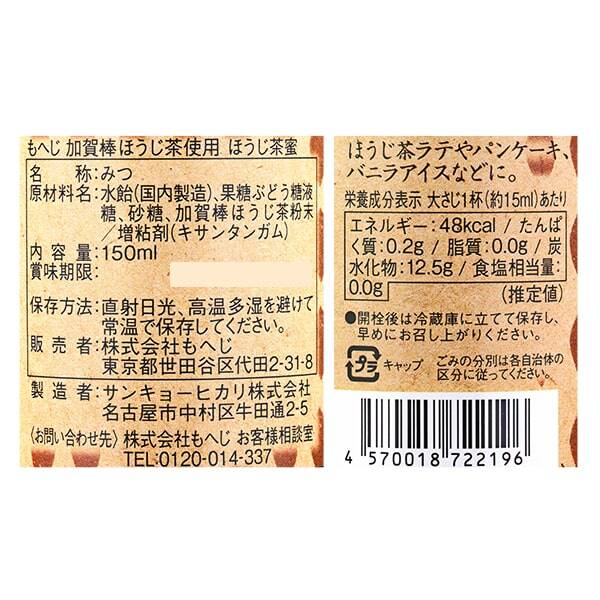 もへじ 加賀棒ほうじ茶使用 ほうじ茶蜜
名 称:みつ
原材料名:水飴(国内製造)、果糖ぶどう糖液
糖、砂糖、加賀棒ほうじ茶粉末
/増粘剤(キサンタンガム)
内 容 量:150ml
賞味期限:
保存方法:直射日光、高温多湿を避けて
常温で保存してください。
販 売 者:株式会社もへじ
東京都世田谷区代田2-31-8
製 造 者:サンキョーヒカリ株式会社
名古屋市中村区牛田通2-5
〈お問い合わせ先〉 株式会社もへじ お客様相談室
TEL:0120-014-337
ほうじ茶ラテやパンケーキ、
バニラアイスなどに。
栄養成分表示 大さじ1杯(約15ml)あたり
エネルギー:48kcal/たんぱ
く質:0.2g/脂質:0.0g/炭
水化物:12.5g/食塩相当量:
0.0g (推定値)
●開栓後は冷蔵庫に立てて保存し、
早めにお召し上がりください。
プラ キャップ ごみの分別は各自治体の
区分に従ってください。
4 570018 722196